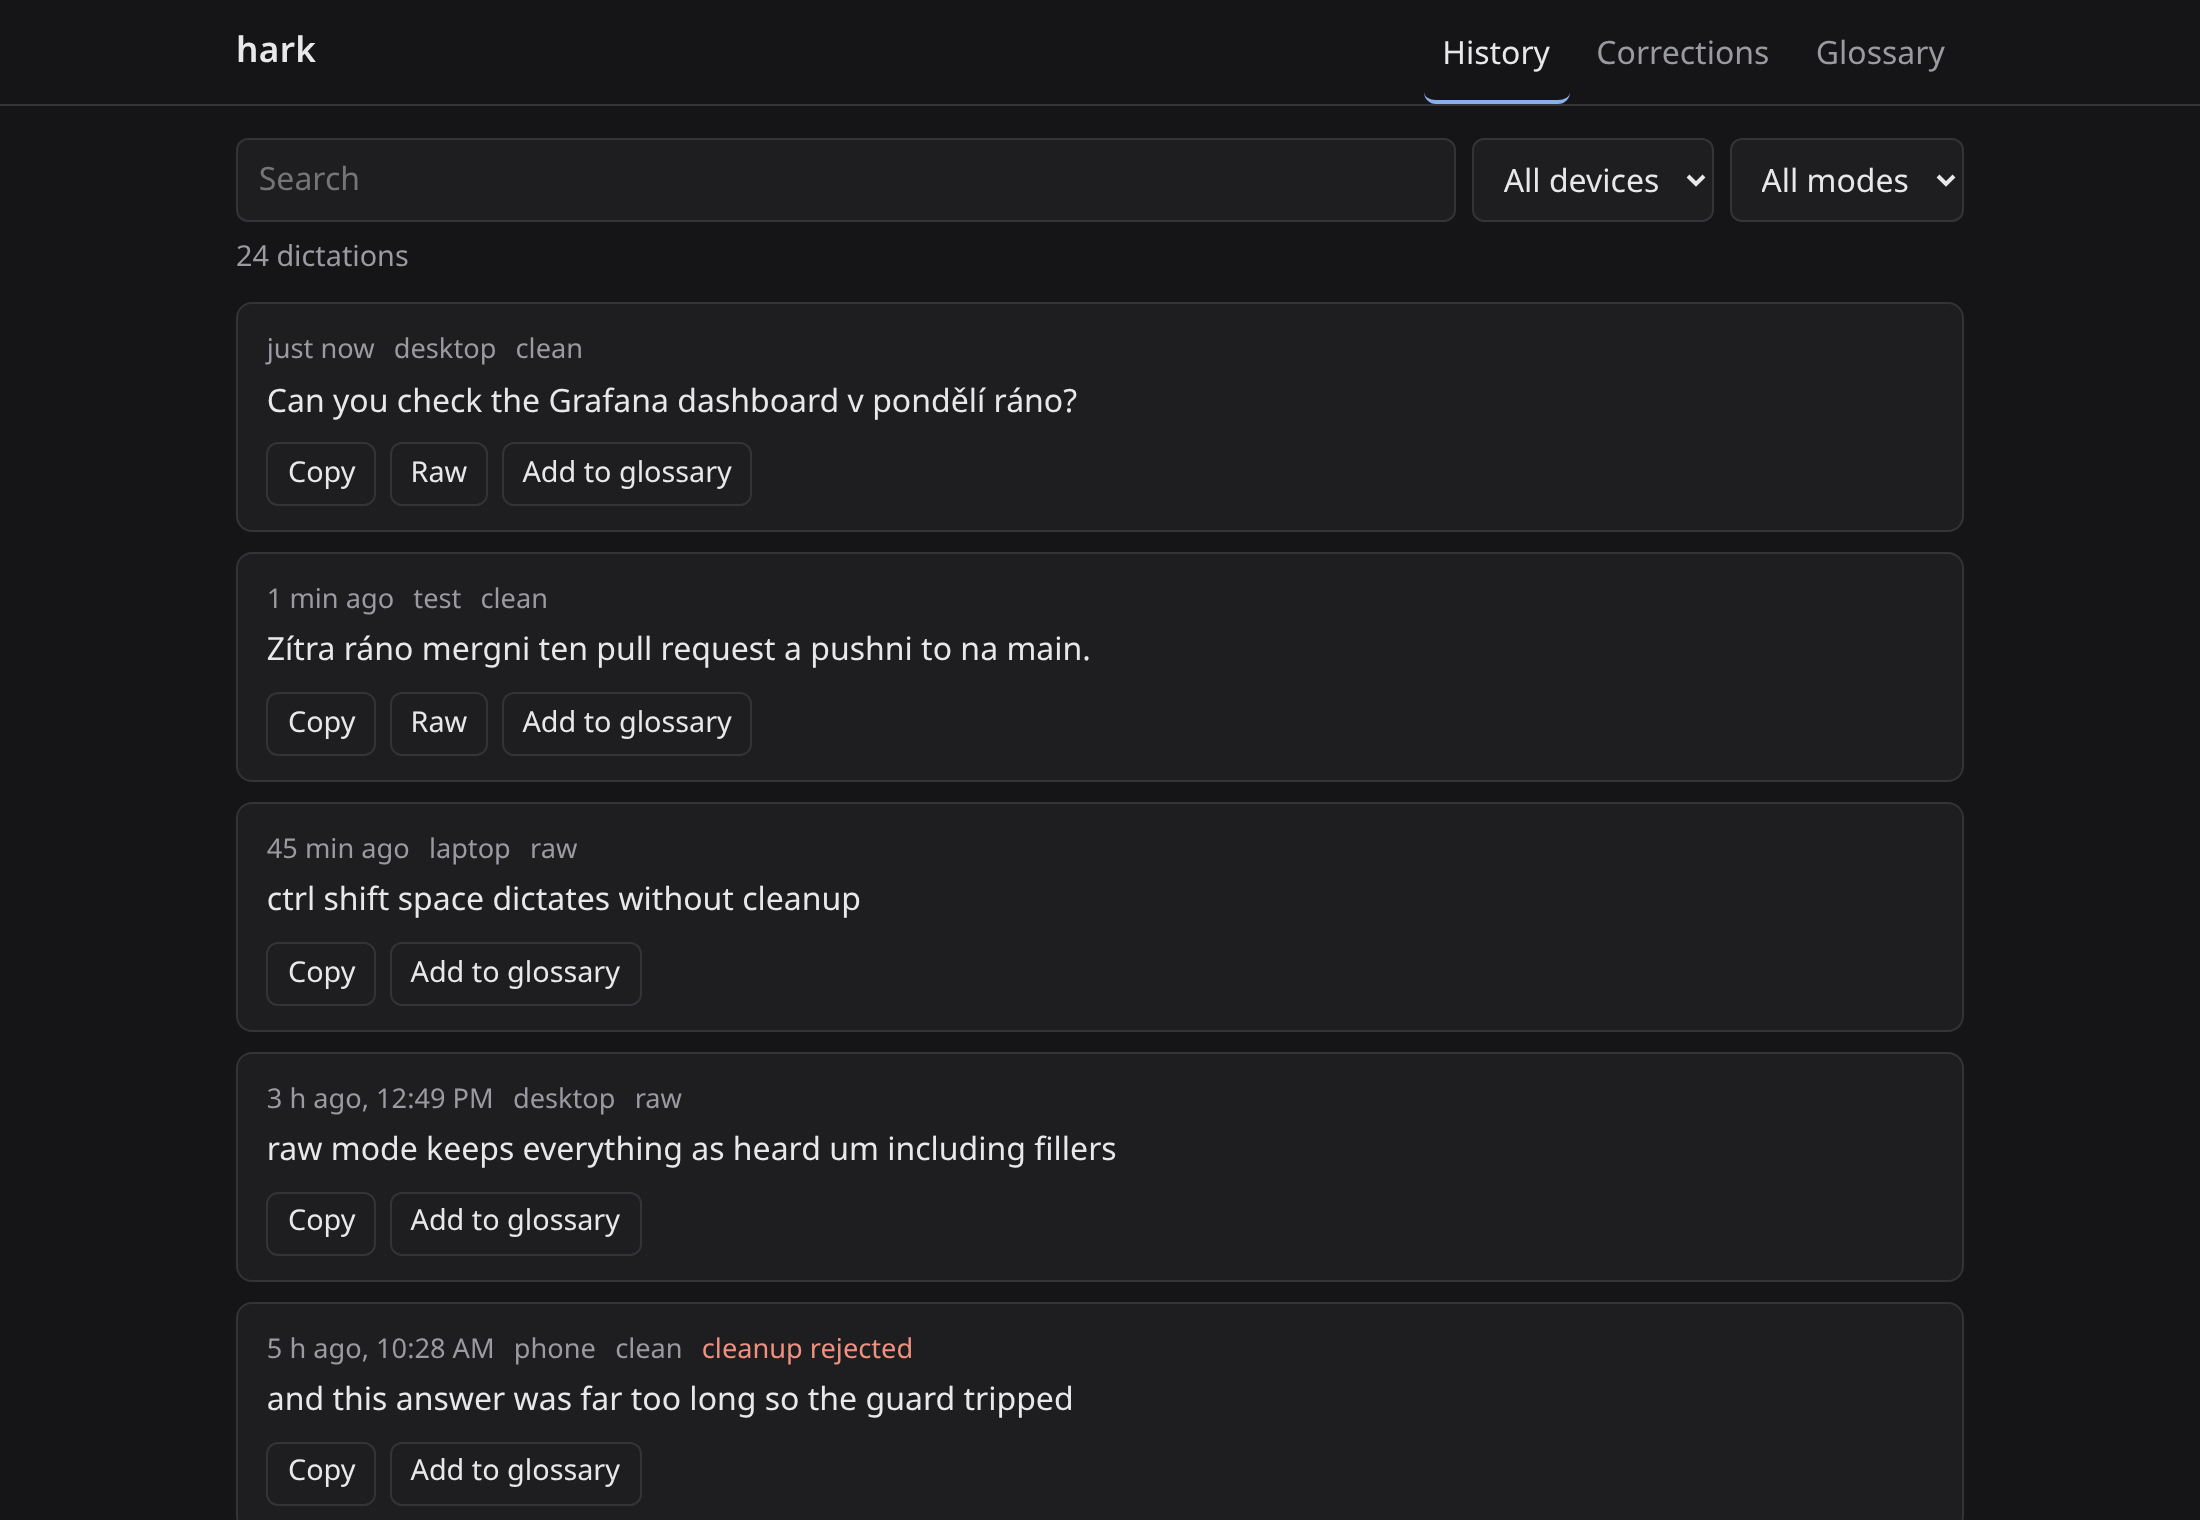 hark
History Corrections Glossary
Search
All devices
All modes
24 dictations
just now desktop clean
Can you check the Grafana dashboard v pondělí ráno?
Copy Raw Add to glossary
1 min ago test clean
Zítra ráno mergni ten pull request a pushni to na main.
Copy Raw Add to glossary
45 min ago laptop raw
ctrl shift space dictates without cleanup
Copy Add to glossary
3 h ago, 12:49 PM desktop raw
raw mode keeps everything as heard um including fillers
Copy Add to glossary
5 h ago, 10:28 AM phone clean cleanup rejected
and this answer was far too long so the guard tripped
Copy Add to glossary